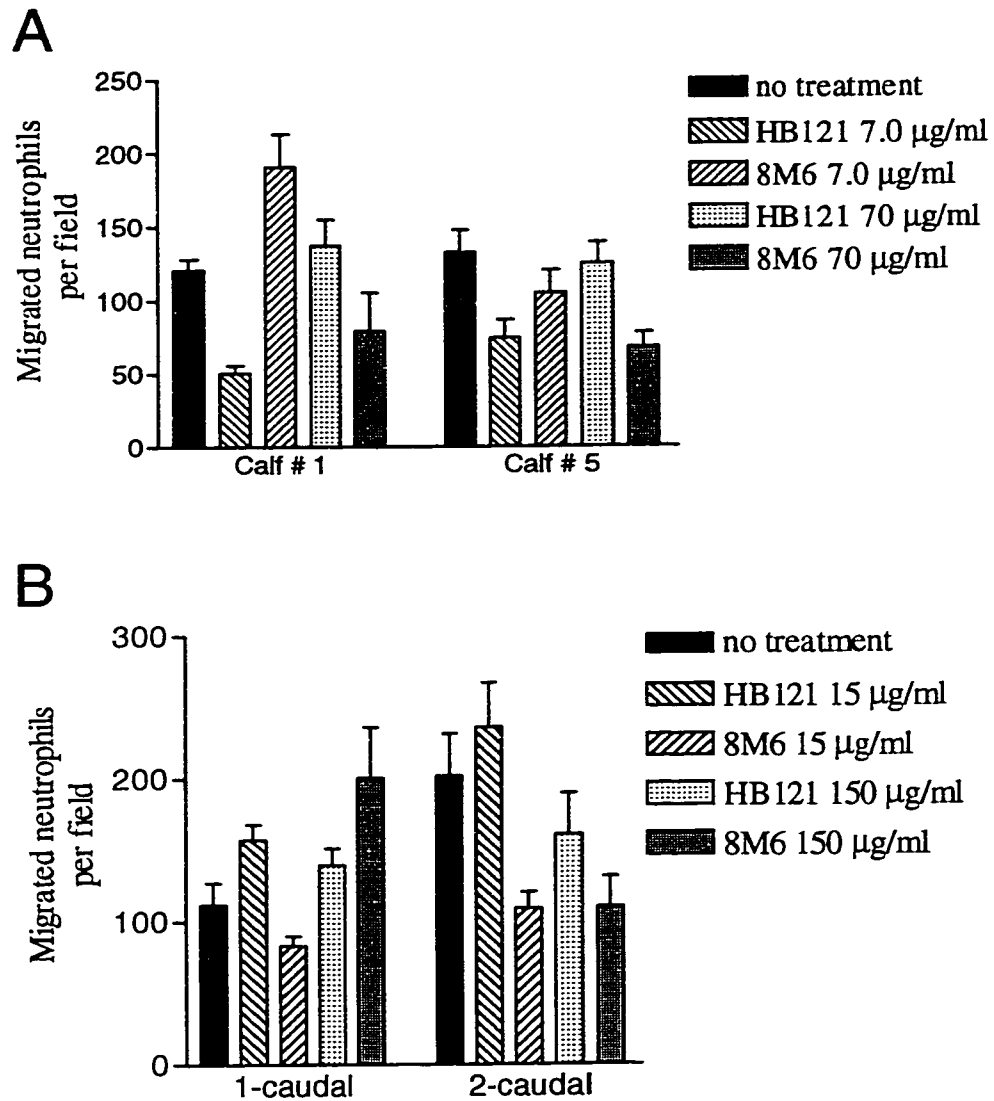 A
250
200
150
100
50
0
Migrated neutrophils
per field
Calf # 1
Calf # 5
no treatment
HB121 7.0 µg/ml
8M6 7.0 µg/ml
HB121 70 µg/ml
8M6 70 µg/ml
B
300
200
100
0
Migrated neutrophils
per field
1-caudal
2-caudal
no treatment
HB121 15 µg/ml
8M6 15 µg/ml
HB121 150 µg/ml
8M6 150 µg/ml